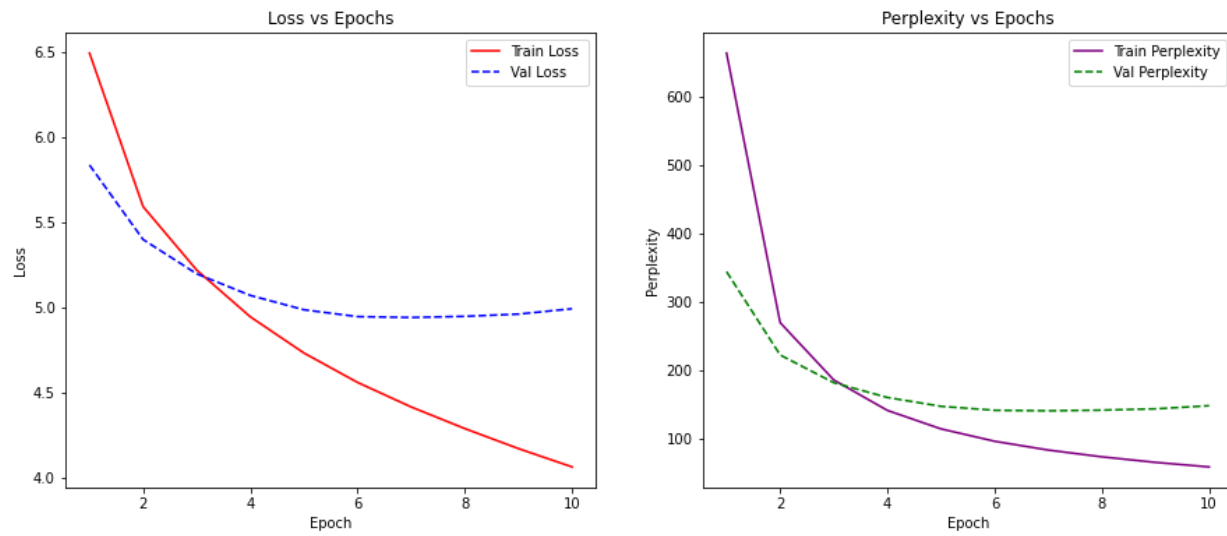 Loss vs Epochs
Train Loss
Val Loss
6.5
6.0
5.5
5.0
4.5
4.0
Loss
2
4
6
8
10
Epoch
Perplexity vs Epochs
Train Perplexity
Val Perplexity
600
500
400
300
200
100
Perplexity
2
4
6
8
10
Epoch